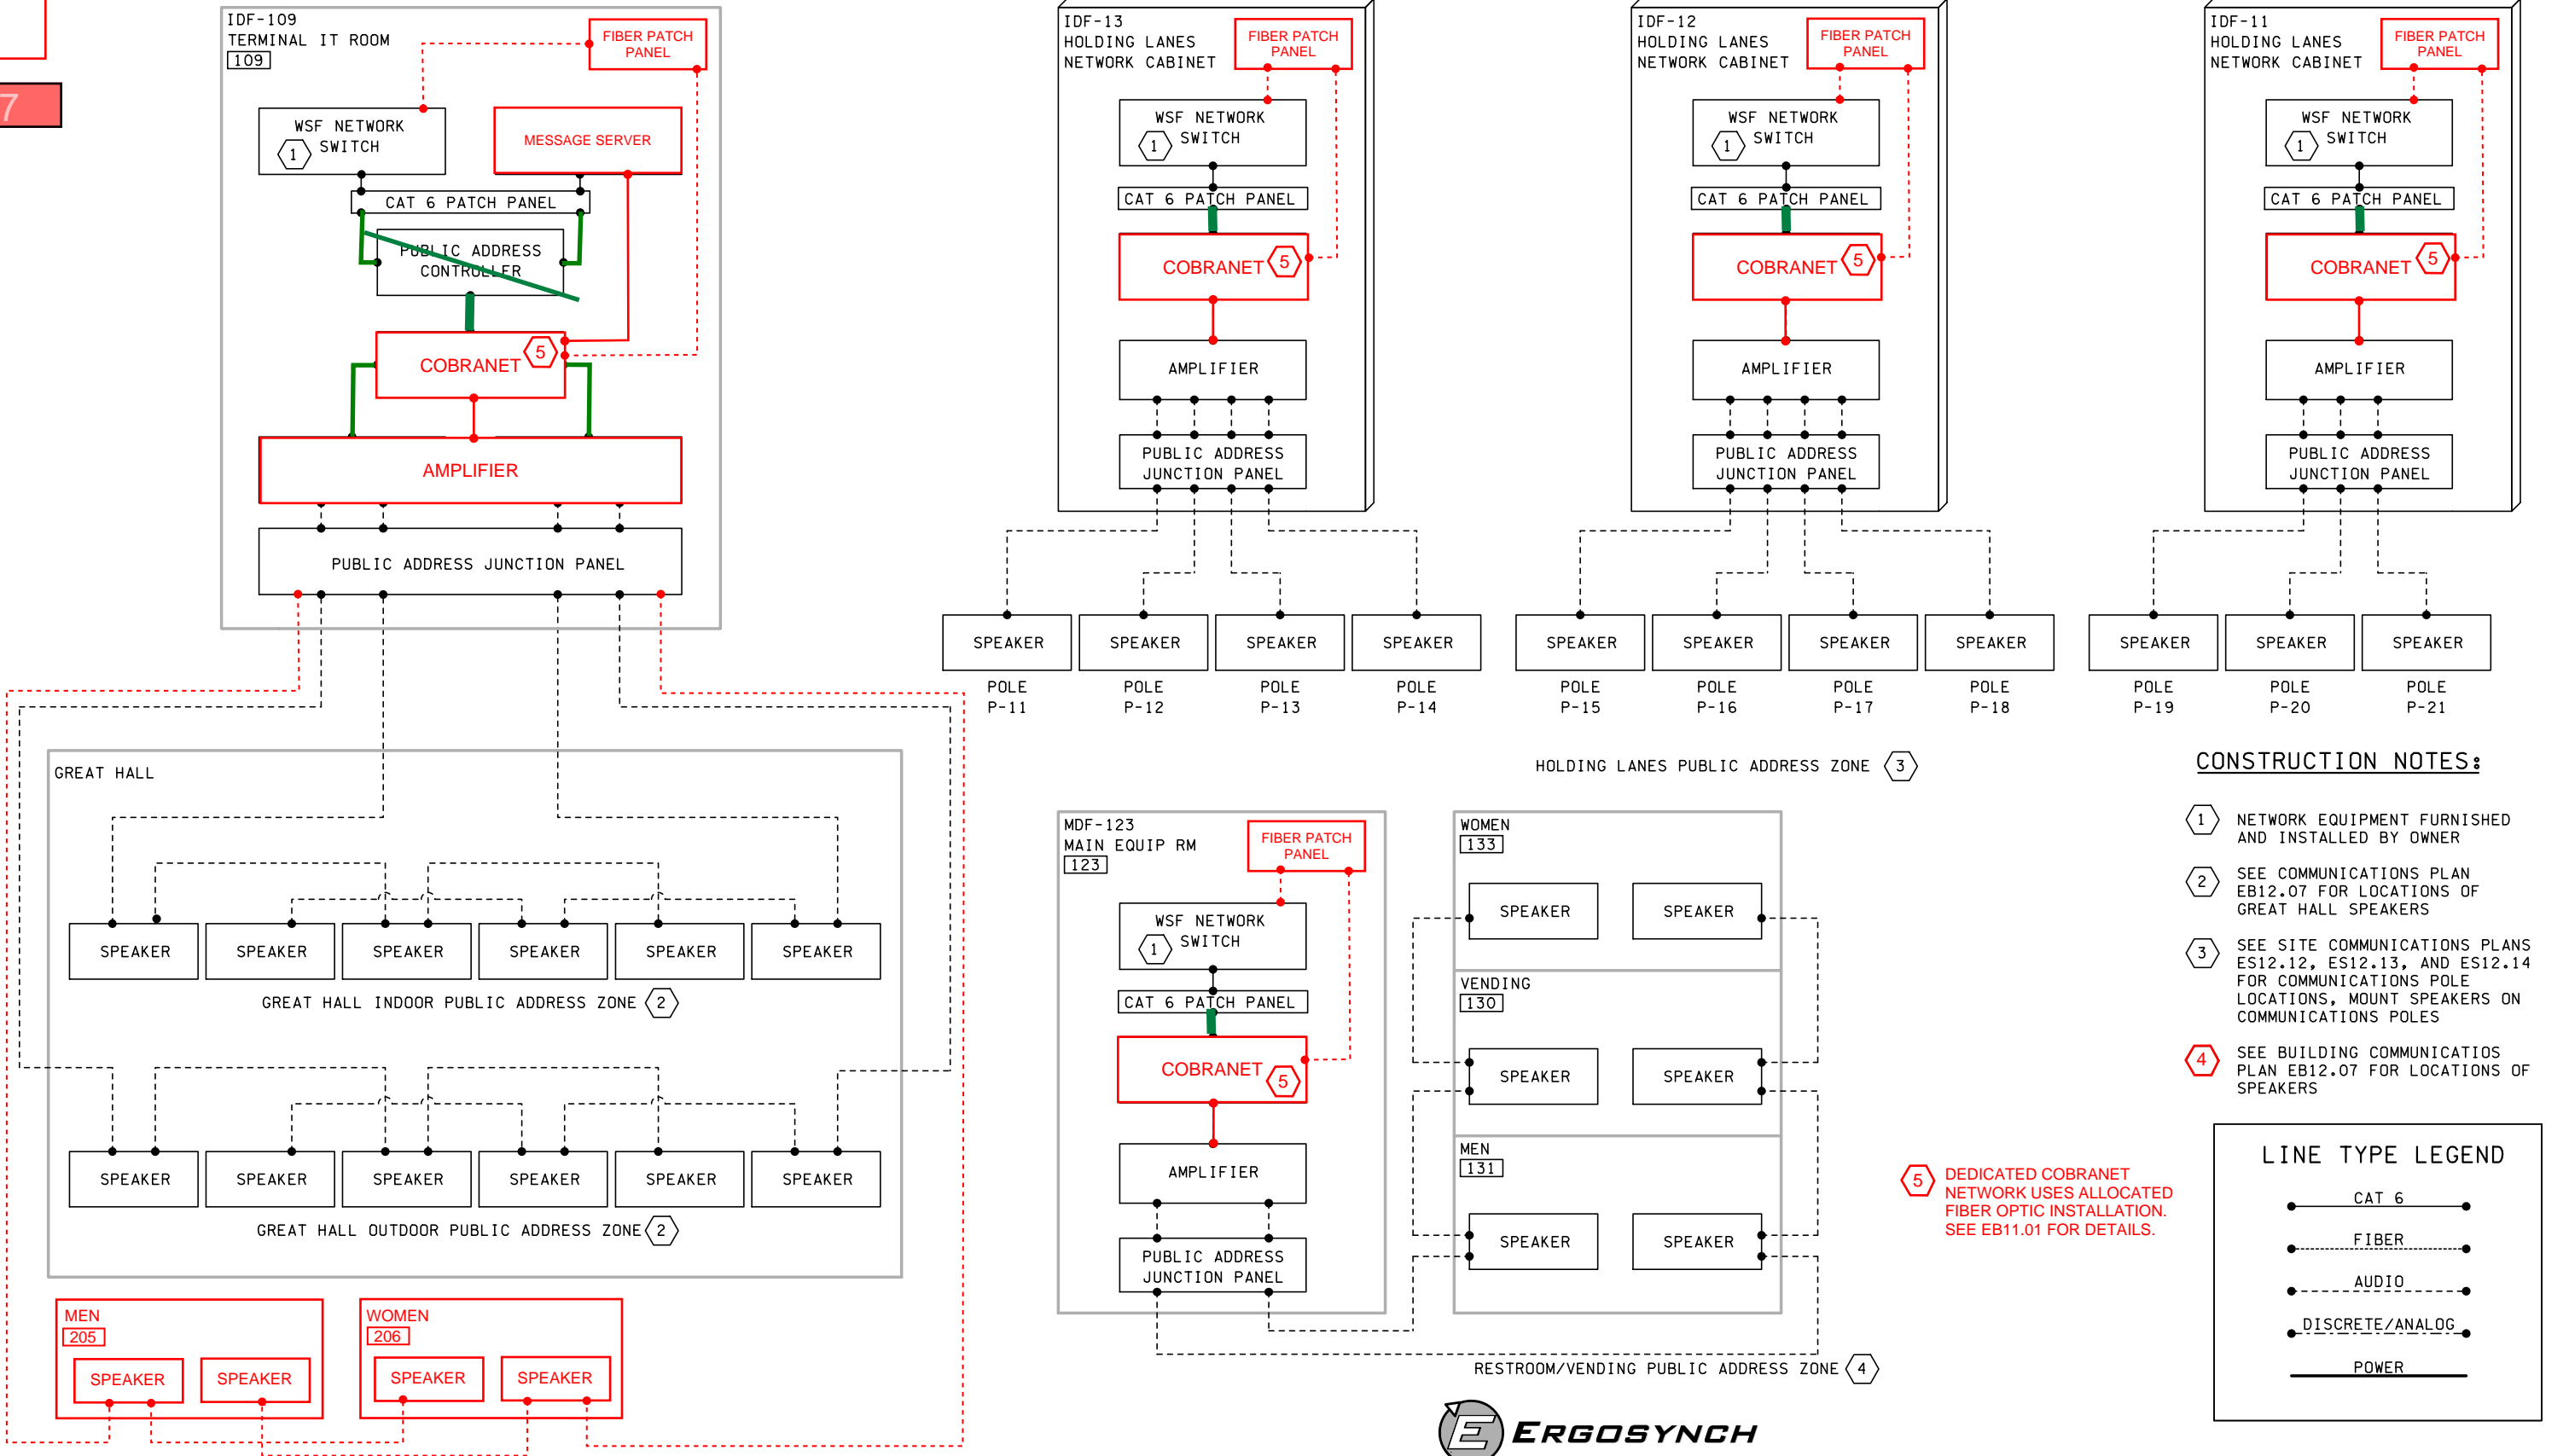 7
IDF-109
TERMINAL IT ROOM
109
FIBER PATCH
PANEL
WSF NETWORK
SWITCH
1
MESSAGE SERVER
CAT 6 PATCH PANEL
PUBLIC ADDRESS
CONTROLLER
COBRANET
5
AMPLIFIER
PUBLIC ADDRESS JUNCTION PANEL
GREAT HALL
SPEAKER
SPEAKER
SPEAKER
SPEAKER
SPEAKER
SPEAKER
GREAT HALL INDOOR PUBLIC ADDRESS ZONE 2
SPEAKER
SPEAKER
SPEAKER
SPEAKER
SPEAKER
SPEAKER
GREAT HALL OUTDOOR PUBLIC ADDRESS ZONE 2
MEN
205
SPEAKER
SPEAKER
WOMEN
206
SPEAKER
SPEAKER
IDF-13
HOLDING LANES
NETWORK CABINET
FIBER PATCH
PANEL
WSF NETWORK
SWITCH
1
CAT 6 PATCH PANEL
COBRANET
5
AMPLIFIER
PUBLIC ADDRESS
JUNCTION PANEL
SPEAKER
SPEAKER
SPEAKER
SPEAKER
POLE
P-11
POLE
P-12
POLE
P-13
POLE
P-14
IDF-12
HOLDING LANES
NETWORK CABINET
FIBER PATCH
PANEL
WSF NETWORK
SWITCH
1
CAT 6 PATCH PANEL
COBRANET
5
AMPLIFIER
PUBLIC ADDRESS
JUNCTION PANEL
SPEAKER
SPEAKER
SPEAKER
SPEAKER
POLE
P-15
POLE
P-16
POLE
P-17
POLE
P-18
IDF-11
HOLDING LANES
NETWORK CABINET
FIBER PATCH
PANEL
WSF NETWORK
SWITCH
1
CAT 6 PATCH PANEL
COBRANET
5
AMPLIFIER
PUBLIC ADDRESS
JUNCTION PANEL
SPEAKER
SPEAKER
SPEAKER
POLE
P-19
POLE
P-20
POLE
P-21
HOLDING LANES PUBLIC ADDRESS ZONE 3
MDF-123
MAIN EQUIP RM
123
FIBER PATCH
PANEL
WSF NETWORK
SWITCH
1
CAT 6 PATCH PANEL
COBRANET
5
AMPLIFIER
PUBLIC ADDRESS
JUNCTION PANEL
WOMEN
133
SPEAKER
SPEAKER
VENDING
130
SPEAKER
SPEAKER
MEN
131
SPEAKER
SPEAKER
RESTROOM/VENDING PUBLIC ADDRESS ZONE 4
ERGOSYNCH
CONSTRUCTION NOTES:
1 NETWORK EQUIPMENT FURNISHED
AND INSTALLED BY OWNER
2 SEE COMMUNICATIONS PLAN
EB12.07 FOR LOCATIONS OF
GREAT HALL SPEAKERS
3 SEE SITE COMMUNICATIONS PLANS
ES12.12, ES12.13, AND ES12.14
FOR COMMUNICATIONS POLE
LOCATIONS, MOUNT SPEAKERS ON
COMMUNICATIONS POLES
4 SEE BUILDING COMMUNICATIOS
PLAN EB12.07 FOR LOCATIONS OF
SPEAKERS
5 DEDICATED COBRANET
NETWORK USES ALLOCATED
FIBER OPTIC INSTALLATION.
SEE EB11.01 FOR DETAILS.
LINE TYPE LEGEND
CAT 6
FIBER
AUDIO
DISCRETE/ANALOG
POWER